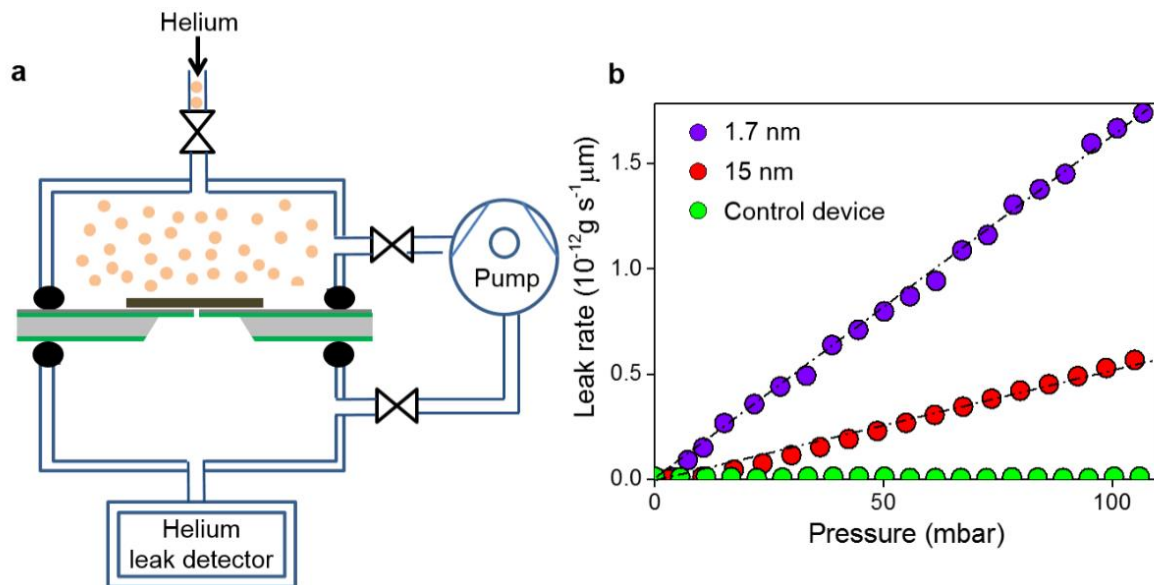 a
Helium
Pump
Helium
leak detector
b
1.7 nm
15 nm
Control device
Leak rate (10⁻¹²g s⁻¹μm)
1.5
1.0
0.5
0.0
0
50
100
Pressure (mbar)